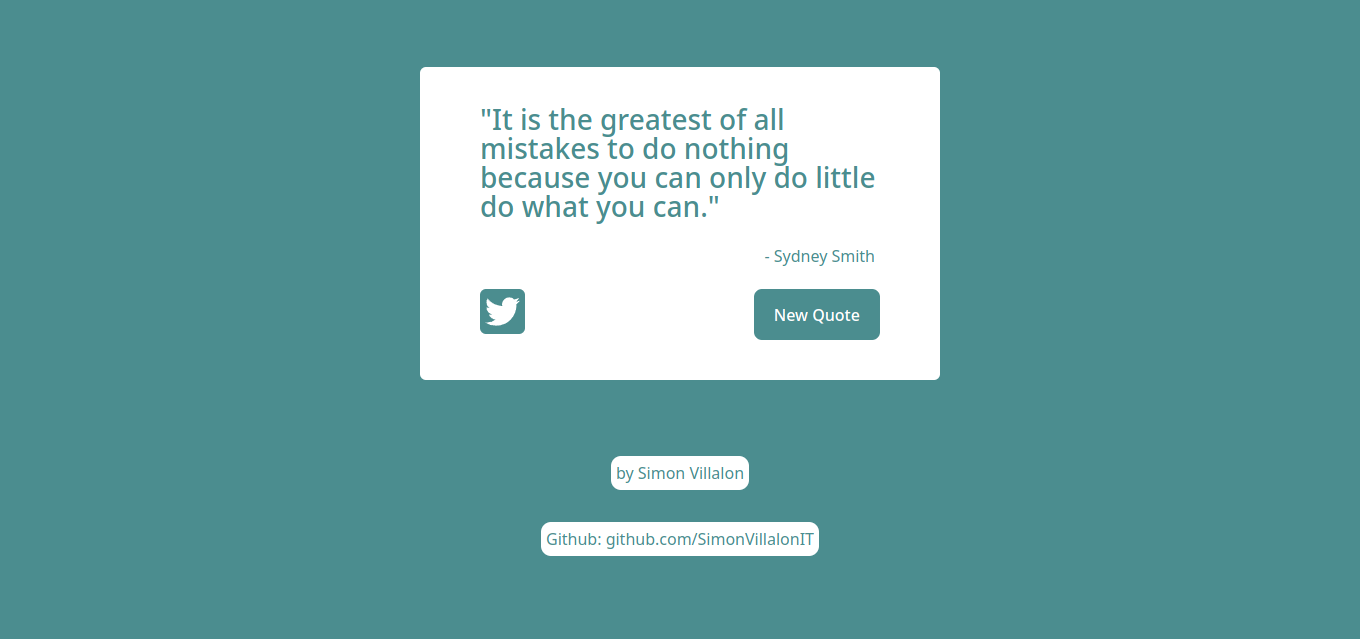 "It is the greatest of all
mistakes to do nothing
because you can only do little
do what you can."
- Sydney Smith
New Quote
by Simon Villalon
Github: github.com/SimonVillalonIT